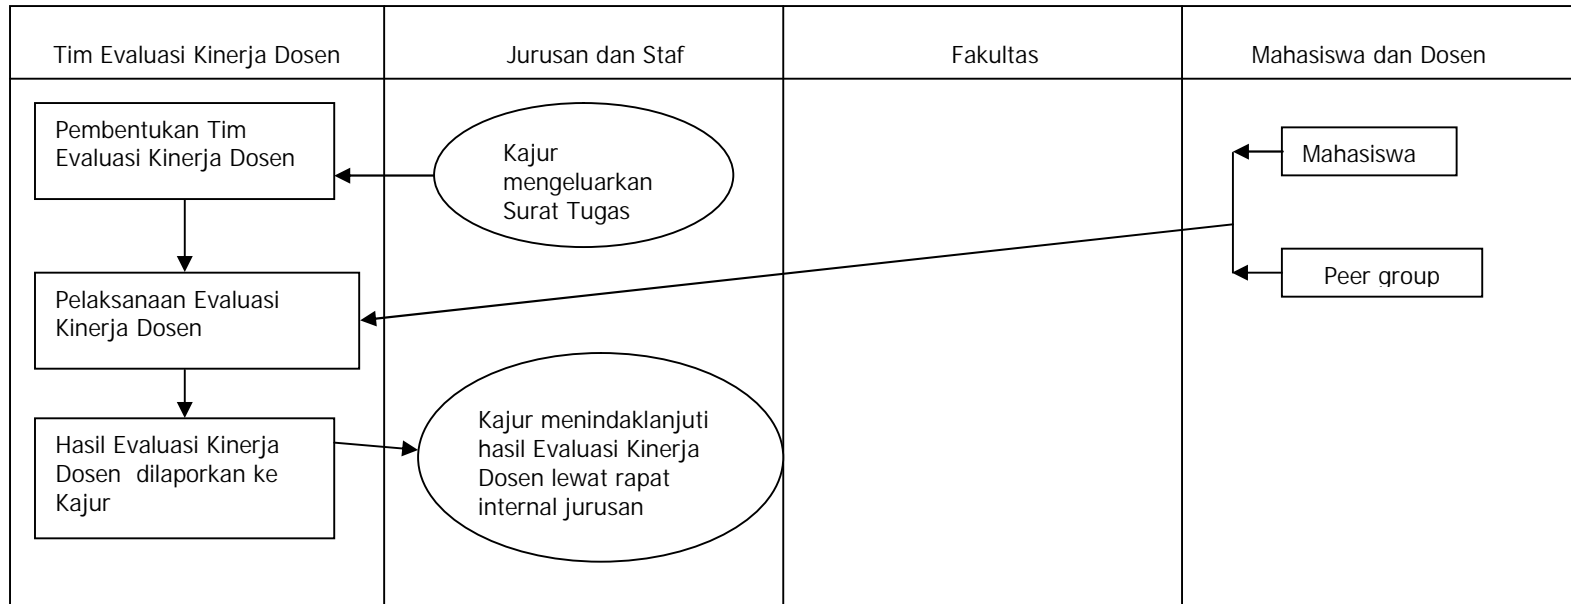 Tim Evaluasi Kinerja Dosen
Jurusan dan Staf
Fakultas
Mahasiswa dan Dosen
Pembentukan Tim
Evaluasi Kinerja Dosen
Kajur
mengeluarkan
Surat Tugas
Mahasiswa
Peer group
Pelaksanaan Evaluasi
Kinerja Dosen
Hasil Evaluasi Kinerja
Dosen dilaporkan ke
Kajur
Kajur menindaklanjuti
hasil Evaluasi Kinerja
Dosen lewat rapat
internal jurusan